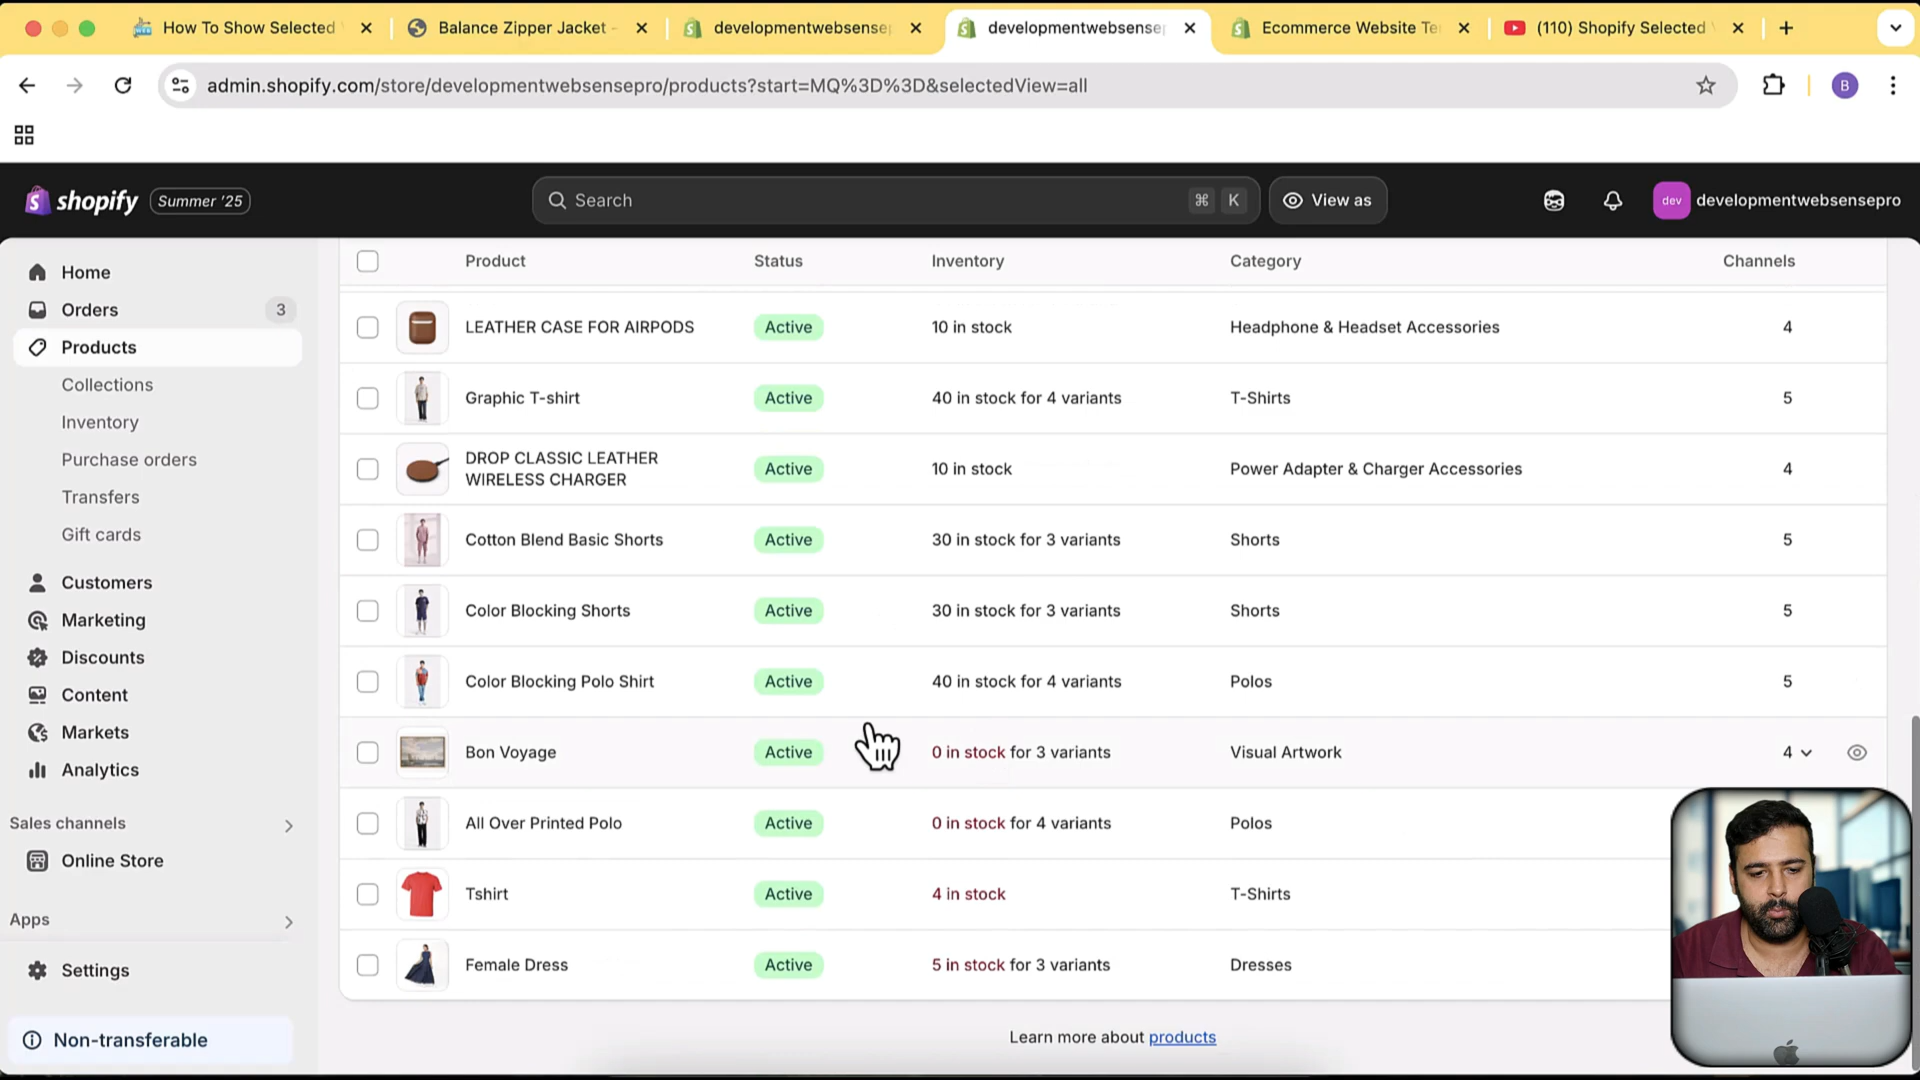 How To Show Selected
Balance Zipper Jacket -
developmentwebsense
developmentwebsense
Ecommerce Website Te
(110) Shopify Selected
admin.shopify.com/store/developmentwebsensepro/products?start=MQ%3D%3D&selectedView=all
B
shopify
Summer '25
Search
⌘ K
View as
dev
developmentwebsensepro
Home
Orders
3
Products
Collections
Inventory
Purchase orders
Transfers
Gift cards
Customers
Marketing
Discounts
Content
Markets
Analytics
Sales channels
Online Store
Apps
Settings
Non-transferable
Product Status Inventory Category Channels
LEATHER CASE FOR AIRPODS Active 10 in stock Headphone & Headset Accessories 4
Graphic T-shirt Active 40 in stock for 4 variants T-Shirts 5
DROP CLASSIC LEATHER
WIRELESS CHARGER Active 10 in stock Power Adapter & Charger Accessories 4
Cotton Blend Basic Shorts Active 30 in stock for 3 variants Shorts 5
Color Blocking Shorts Active 30 in stock for 3 variants Shorts 5
Color Blocking Polo Shirt Active 40 in stock for 4 variants Polos 5
Bon Voyage Active 0 in stock for 3 variants Visual Artwork 4
All Over Printed Polo Active 0 in stock for 4 variants Polos
Tshirt Active 4 in stock T-Shirts
Female Dress Active 5 in stock for 3 variants Dresses
Learn more about products